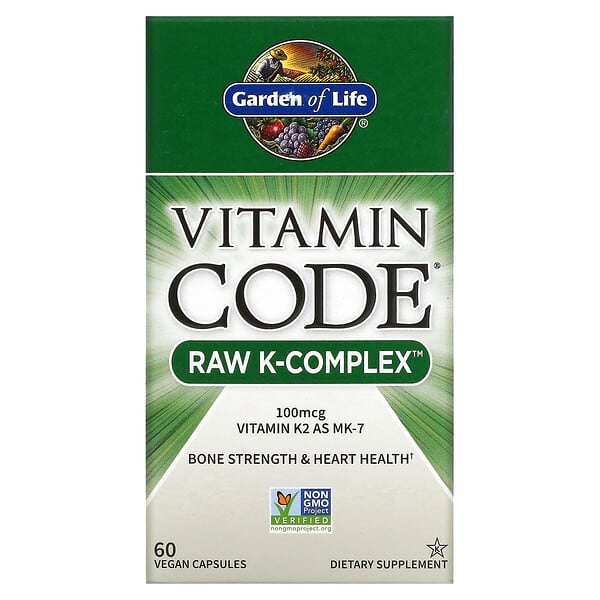 Garden of Life®
VITAMIN
CODE®
RAW K-COMPLEX™
100mcg
VITAMIN K2 AS MK-7
BONE STRENGTH & HEART HEALTH†
NON
GMO
Project
VERIFIED
nongmoproject.org
60
VEGAN CAPSULES
K
DIETARY SUPPLEMENT